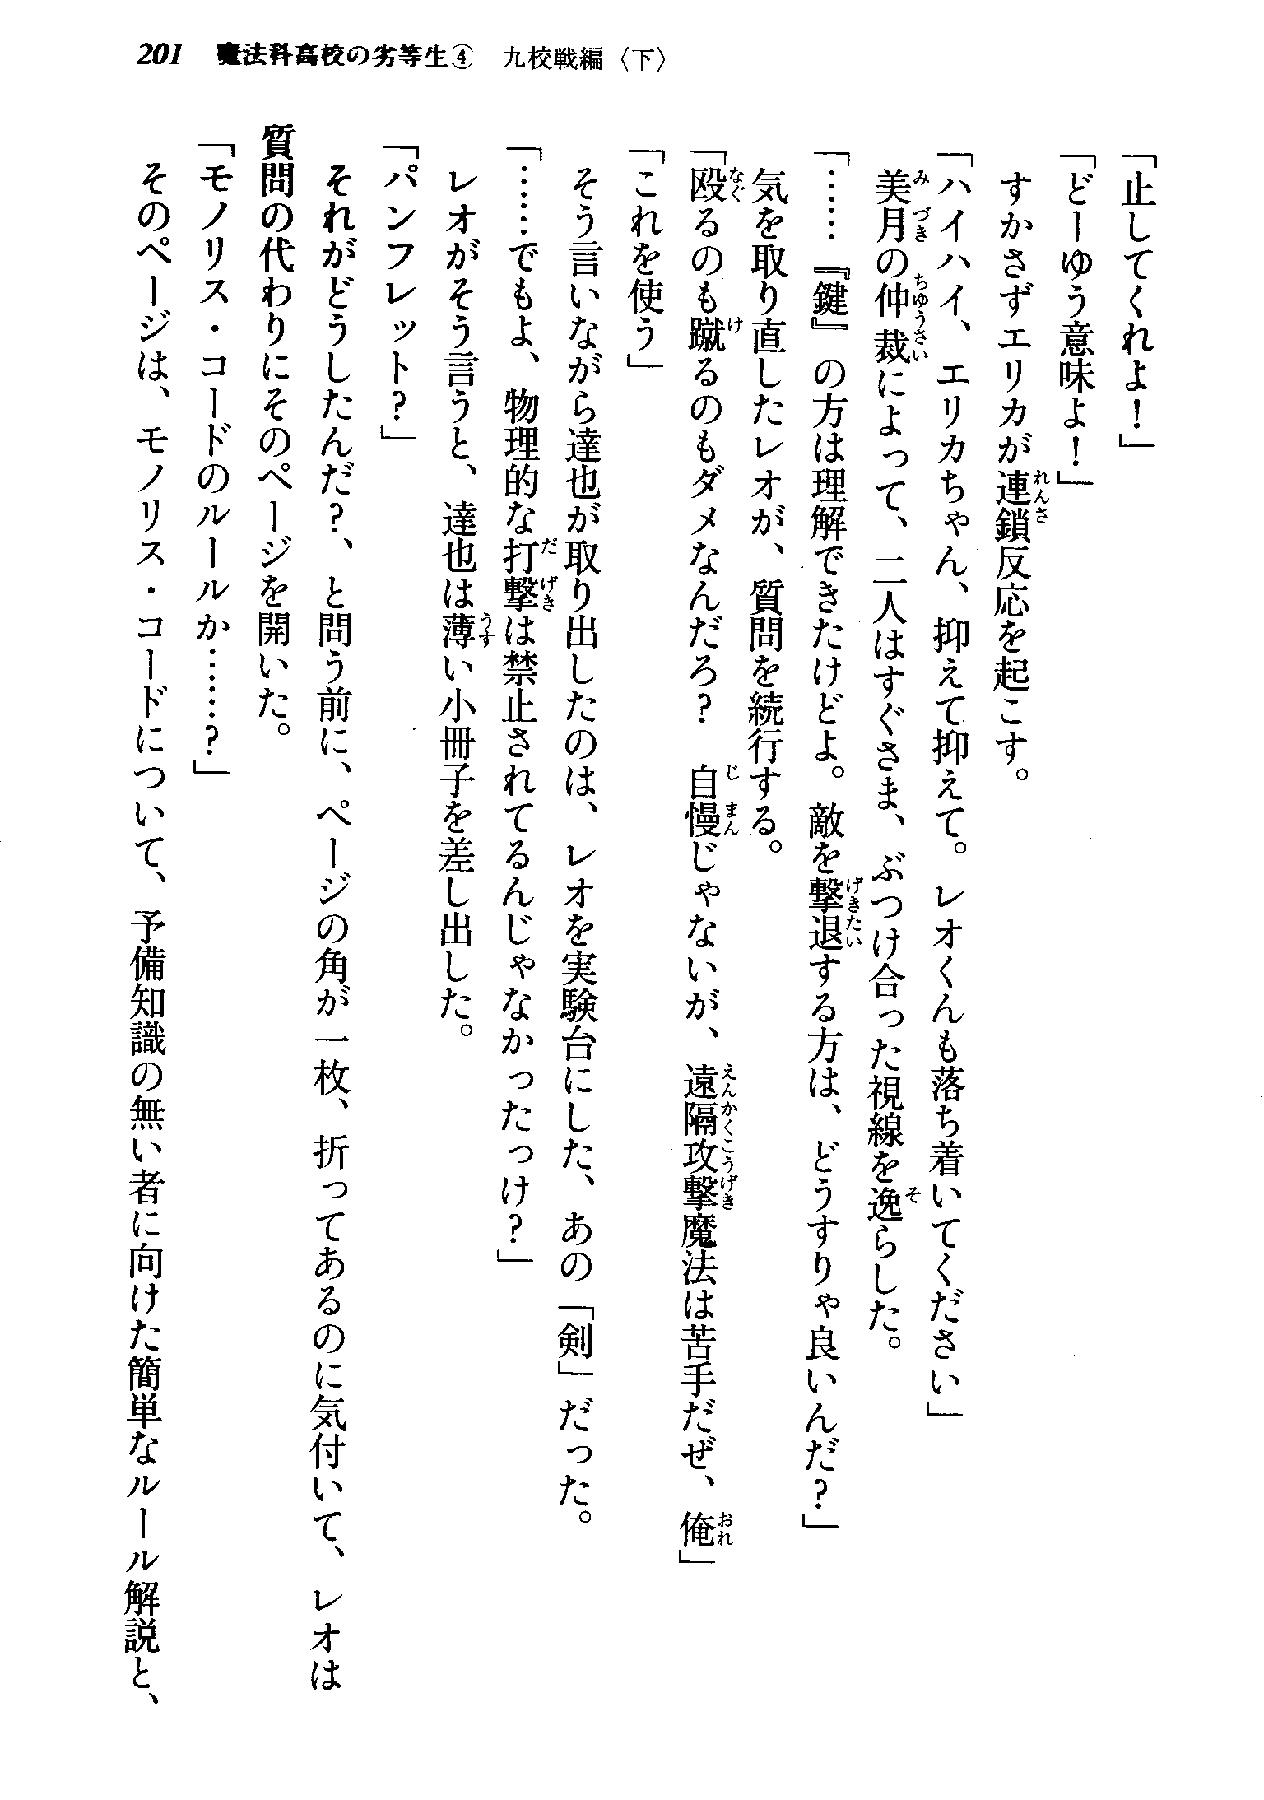 201　魔法科高校の劣等生④　九校戦編〈下〉
「止してくれよ！」
「どーゆう意味よ！」
　すかさずエリカが連鎖反応を起こす。
「ハイハイ、エリカちゃん、抑えて抑えて。レオくんも落ち着いてください」
　美月の仲裁によって、二人はすぐさま、ぶつけ合った視線を逸らした。
「……『鍵』の方は理解できたけどよ。敵を撃退する方は、どうすりゃ良いんだ？」
　気を取り直したレオが、質問を続行する。
「殴るのも蹴るのもダメなんだろ？　自慢じゃないが、遠隔攻撃魔法は苦手だぜ、俺」
「これを使う」
　そう言いながら達也が取り出したのは、レオを実験台にした、あの「剣」だった。
「……でもよ、物理的な打撃は禁止されてるんじゃなかったっけ？」
　レオがそう言うと、達也は薄い小冊子を差し出した。
「パンフレット？」
　それがどうしたんだ？、と問う前に、ページの角が一枚、折ってあるのに気付いて、レオは
質問の代わりにそのページを開いた。
「モノリス・コードのルールか……？」
　そのページは、モノリス・コードについて、予備知識の無い者に向けた簡単なルール解説と、